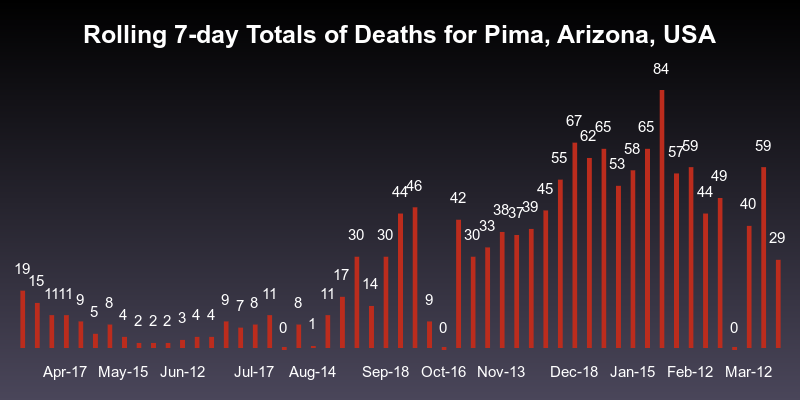 Rolling 7-day Totals of Deaths for Pima, Arizona, USA
19 15 11 11 9 5 8 4 2 2 2 3 4 4 9 7 8 11 0 8 1 11 17 30 14 30 44 46 9 0 42 30 33 38 37 39 45 55 67 62 65 53 58 65 84 57 59 44 49 0 40 59 29
Apr-17 May-15 Jun-12 Jul-17 Aug-14 Sep-18 Oct-16 Nov-13 Dec-18 Jan-15 Feb-12 Mar-12